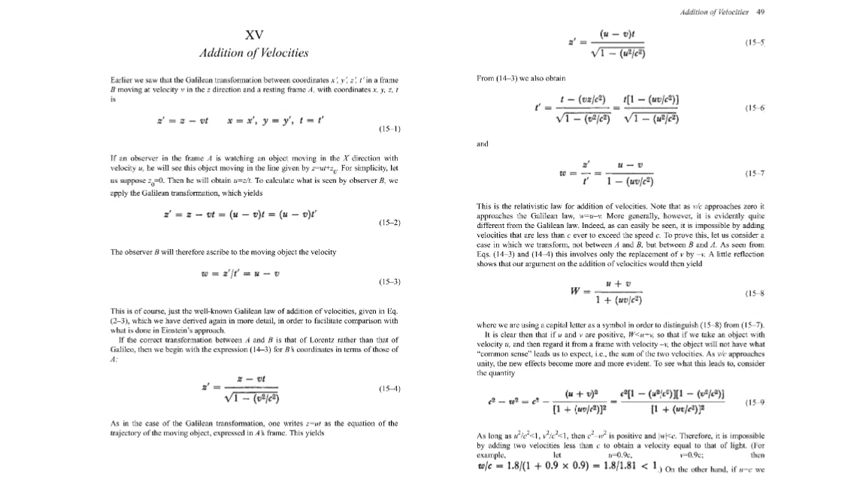 XV
Addition of Velocities
Earlier we saw that the Galilean transformation between coordinates x', y', z', t' in a frame
B moving at velocity v in the z direction and a resting frame A, with coordinates x, y, z, t
is
z' = z − vt x = x', y = y', t = t'
(15–1)
If an observer in the frame A is watching an object moving in the X direction with
velocity u, he will see this object moving in the line given by z=ut+z₀. For simplicity, let
us suppose z₀=0. Then he will obtain u=z/t. To calculate what is seen by observer B, we
apply the Galilean transformation, which yields
z' = z − vt = (u − v)t = (u − v)t'
(15–2)
The observer B will therefore ascribe to the moving object the velocity
w = z'/t' = u − v
(15–3)
This is of course, just the well-known Galilean law of addition of velocities, given in Eq.
(2–3), which we have derived again in more detail, in order to facilitate comparison with
what is done in Einstein's approach.
If the correct transformation between A and B is that of Lorentz rather than that of
Galileo, then we begin with the expression (14–3) for B's coordinates in terms of those of
A:
z' = (z − vt)/√1 − (v²/c²)
(15–4)
As in the case of the Galilean transformation, one writes z=ut as the equation of the
trajectory of the moving object, expressed in A's frame. This yields
Addition of Velocities 49
z' = (u − v)t/√1 − (u²/c²)
(15–5
From (14–3) we also obtain
t' = t − (vz/c²)/√1 − (v²/c²) = t[1 − (uv/c²)]/√1 − (u²/c²)
(15–6
and
w = z'/t' = u − v/1 − (uv/c²)
(15–7
This is the relativistic law for addition of velocities. Note that as v/c approaches zero it
approaches the Galilean law, w=u−v. More generally, however, it is evidently quite
different from the Galilean law. Indeed, as can easily be seen, it is impossible by adding
velocities that are less than c ever to exceed the speed c. To prove this, let us consider a
case in which we transform, not between A and B, but between B and A. As seen from
Eqs. (14–3) and (14–4) this involves only the replacement of v by −v. A little reflection
shows that our argument on the addition of velocities would then yield
W = u + v/1 + (uv/c²)
(15–8
where we are using a capital letter as a symbol in order to distinguish (15–8) from (15–7).
It is clear then that if u and v are positive, W<u+v, so that if we take an object with
velocity u, and then regard it from a frame with velocity −v, the object will not have what
"common sense" leads us to expect, i.e., the sum of the two velocities. As v/c approaches
unity, the new effects become more and more evident. To see what this leads to, consider
the quantity
c² − w² = c² − (u + v)²/[1 + (uv/c²)]² = c²[1 − (u²/c²)][1 − (v²/c²)]/[1 + (uv/c²)]²
(15–9
As long as u²/c²<1, v²/c²<1, then c²−w² is positive and |w|<c. Therefore, it is impossible
by adding two velocities less than c to obtain a velocity equal to that of light. (For
example, let u=0.9c, v=0.9c; then
w/c = 1.8/(1 + 0.9 × 0.9) = 1.8/1.81 < 1.) On the other hand, if u=c we